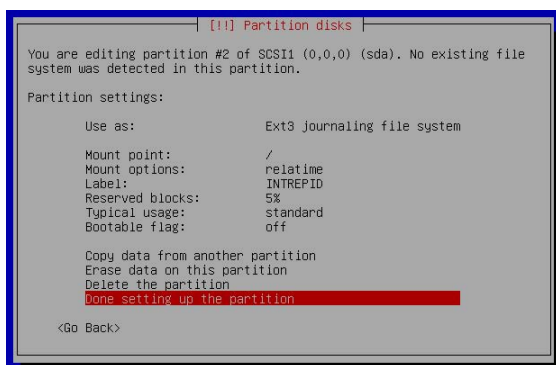 [!!] Partition disks
You are editing partition #2 of SCSI1 (0,0,0) (sda). No existing file
system was detected in this partition.
Partition settings:
Use as: Ext3 journaling file system
Mount point: /
Mount options: relatime
Label: INTREPID
Reserved blocks: 5%
Typical usage: standard
Bootable flag: off
Copy data from another partition
Erase data on this partition
Delete the partition
Done setting up the partition
<Go Back>